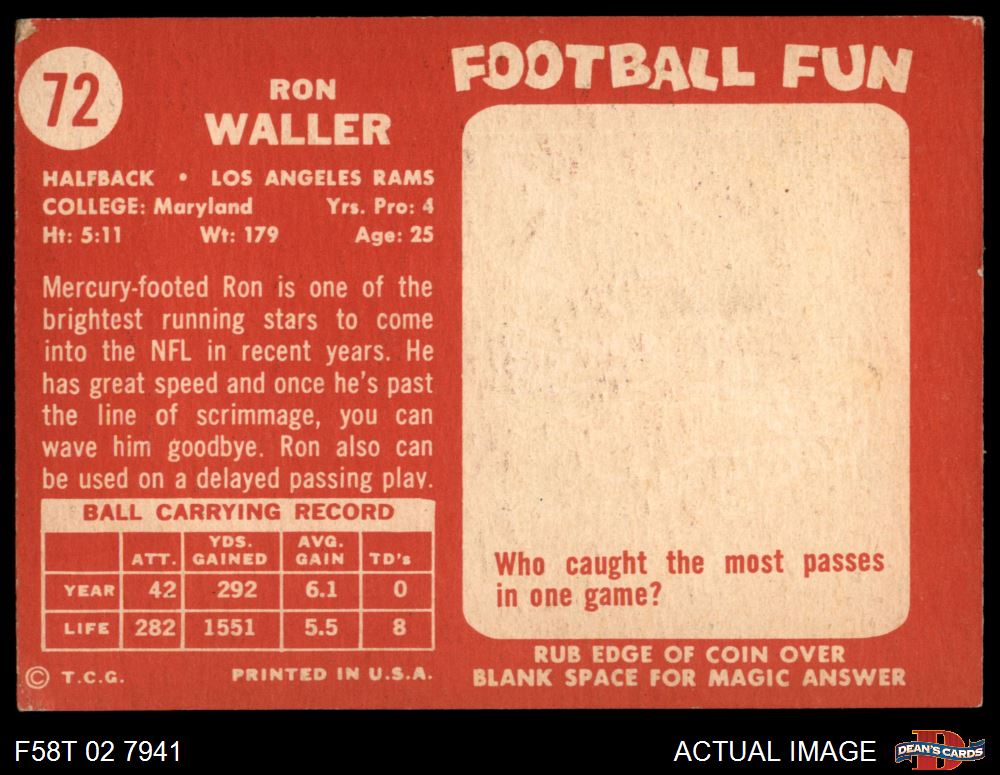 72
RON
WALLER
HALFBACK • LOS ANGELES RAMS
COLLEGE: Maryland Yrs. Pro: 4
Ht: 5:11 Wt: 179 Age: 25
Mercury-footed Ron is one of the
brightest running stars to come
into the NFL in recent years. He
has great speed and once he's past
the line of scrimmage, you can
wave him goodbye. Ron also can
be used on a delayed passing play.
BALL CARRYING RECORD
ATT. YDS. GAINED AVG. GAIN TD's
YEAR 42 292 6.1 0
LIFE 282 1551 5.5 8
© T.C.G. PRINTED IN U.S.A.
FOOTBALL FUN
Who caught the most passes
in one game?
RUB EDGE OF COIN OVER
BLANK SPACE FOR MAGIC ANSWER
F58T 02 7941 ACTUAL IMAGE D DEAN'S CARDS